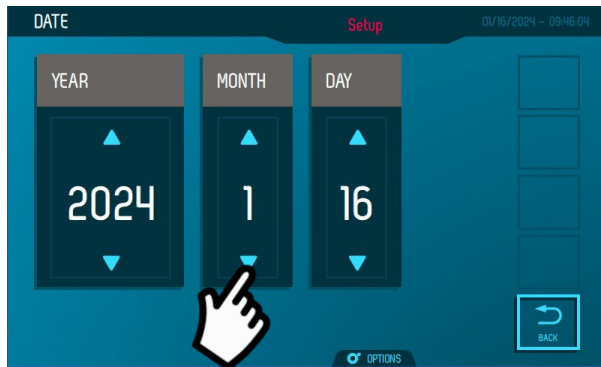 DATE
Setup
01/16/2024 - 09:46:04
YEAR
MONTH
DAY
2024
1
16
BACK
OPTIONS